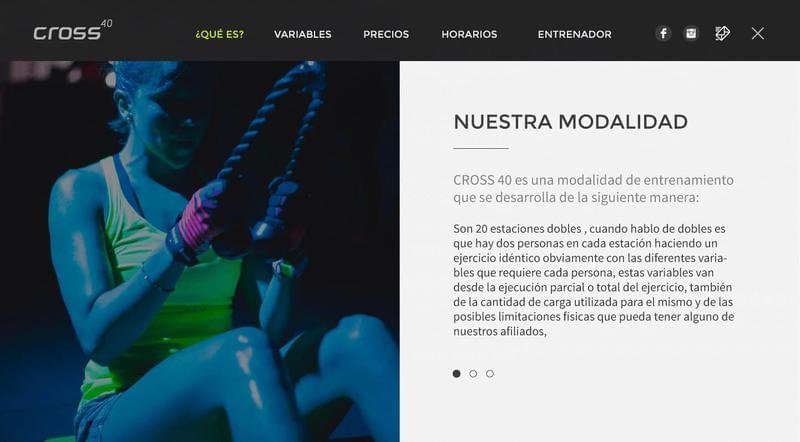 cross40
¿QUÉ ES? VARIABLES PRECIOS HORARIOS ENTRENADOR
NUESTRA MODALIDAD
CROSS 40 es una modalidad de entrenamiento
que se desarrolla de la siguiente manera:
Son 20 estaciones dobles , cuando hablo de dobles es
que hay dos personas en cada estación haciendo un
ejercicio idéntico obviamente con las diferentes varia-
bles que requiere cada persona, estas variables van
desde la ejecución parcial o total del ejercicio, también
de la cantidad de carga utilizada para el mismo y de las
posibles limitaciones físicas que pueda tener alguno de
nuestros afiliados,